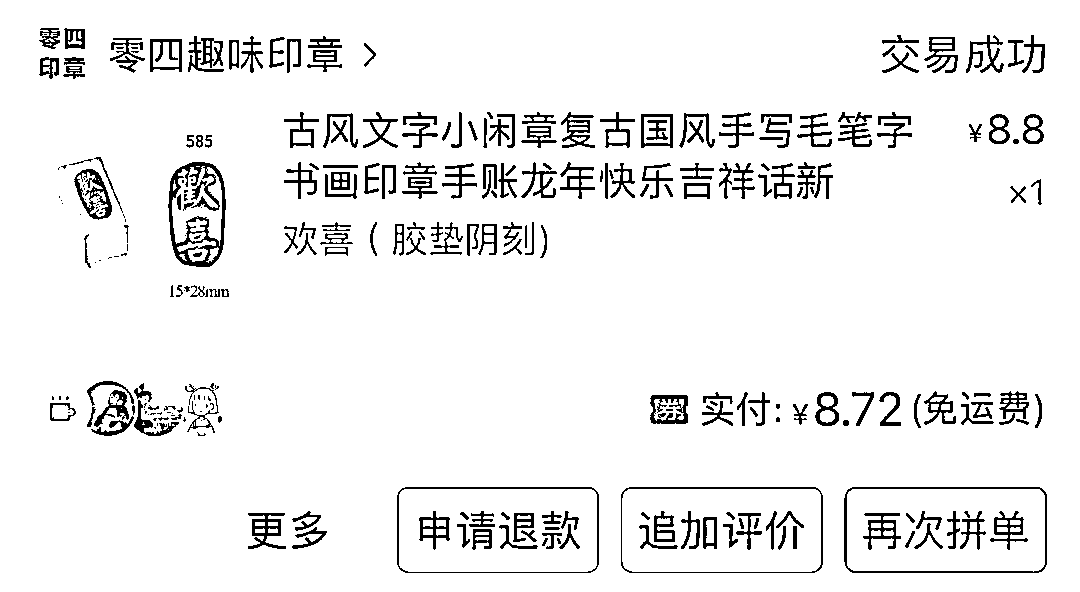 零四
印章
零四趣味印章 >
交易成功
585
歡
喜
15*28mm
古风文字小闲章复古国风手写毛笔字
书画印章手账龙年快乐吉祥话新
欢喜（胶垫阴刻)
¥8.8
×1
券 实付: ¥8.72 (免运费)
更多 申请退款 追加评价 再次拼单